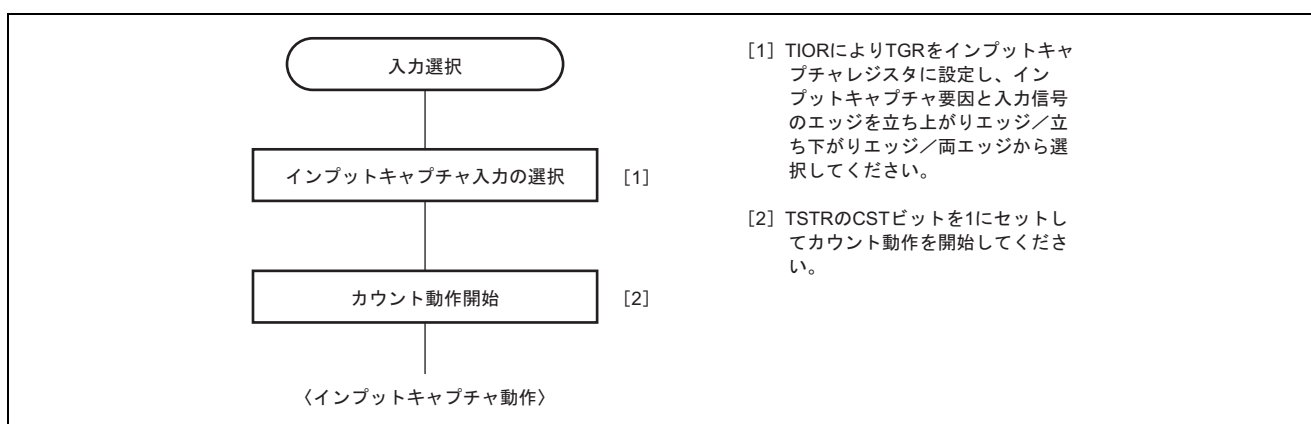 入力選択
インプットキャプチャ入力の選択 [1]
カウント動作開始 [2]
〈インプットキャプチャ動作〉
[1] TIORによりTGRをインプットキャ
プチャレジスタに設定し、イン
プットキャプチャ要因と入力信号
のエッジを立ち上がりエッジ／立
ち下がりエッジ／両エッジから選
択してください。
[2] TSTRのCSTビットを1にセットし
てカウント動作を開始してくださ
い。